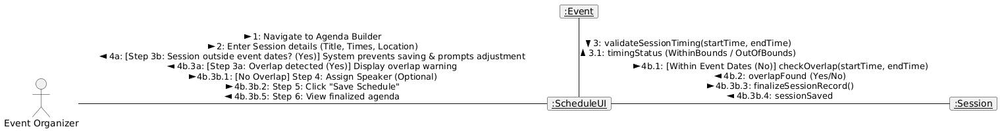 :Event
1: Navigate to Agenda Builder
2: Enter Session details (Title, Times, Location)
4a: [Step 3b: Session outside event dates? (Yes)] System prevents saving & prompts adjustment
4b.3a: [Step 3a: Overlap detected (Yes)] Display overlap warning
4b.3b.1: [No Overlap] Step 4: Assign Speaker (Optional)
4b.3b.2: Step 5: Click "Save Schedule"
4b.3b.5: Step 6: View finalized agenda
3: validateSessionTiming(startTime, endTime)
3.1: timingStatus (WithinBounds / OutOfBounds)
4b.1: [Within Event Dates (No)] checkOverlap(startTime, endTime)
4b.2: overlapFound (Yes/No)
4b.3b.3: finalizeSessionRecord()
4b.3b.4: sessionSaved
Event Organizer
:ScheduleUI
:Session